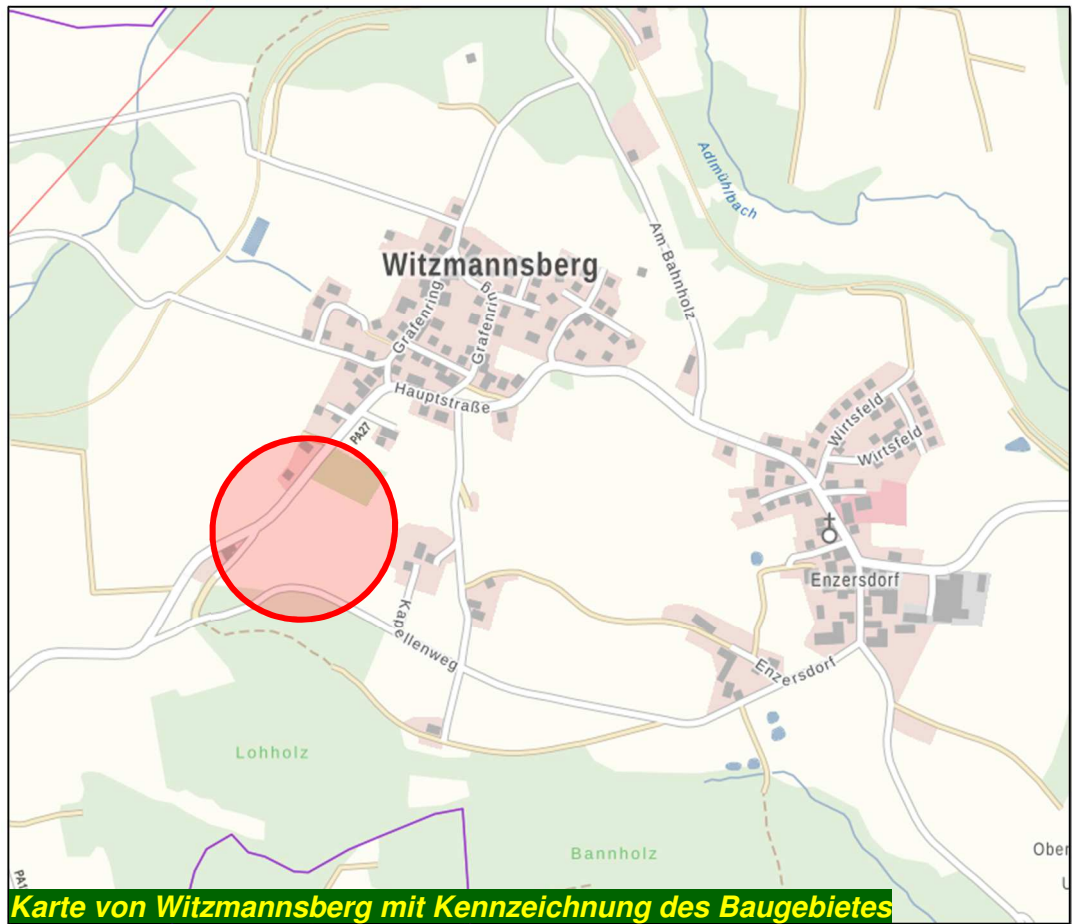 Adlmühlbach
Am Bahnholz
Witzmannsberg
Grafenring
Grafenring
Hauptstraße
PA27
Wirtsfeld
Wirtsfeld
Enzersdorf
Kapellenweg
Enzersdorf
Lohholz
Bannholz
Ober
PA1
Karte von Witzmannsberg mit Kennzeichnung des Baugebietes